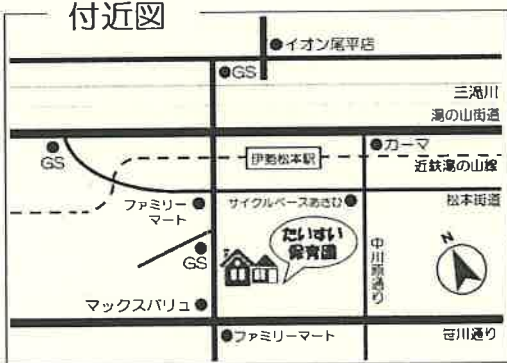 付近図
イオン尾平店
GS
三滝川
湯の山街道
GS
カーマ
伊勢松本駅
近鉄湯の山線
ファミリー
マート
サイクルベースあさひ
松本街道
たいすい
保育園
中川原通り
N
GS
マックスバリュ
ファミリーマート
笹川通り